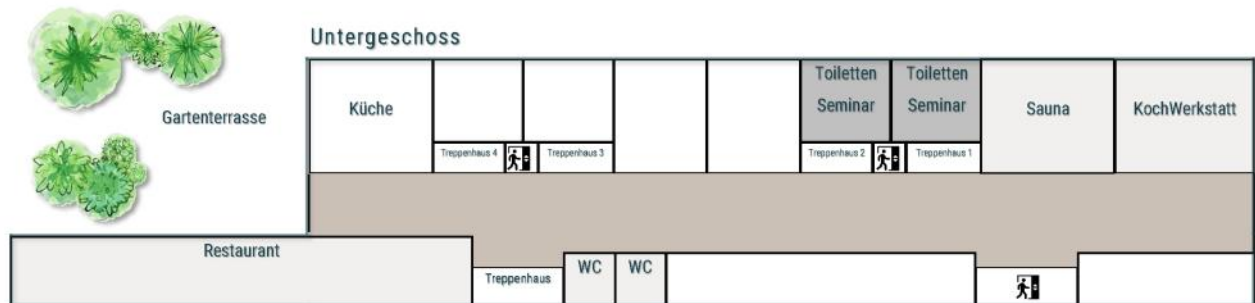 Untergeschoss
Gartenterrasse
Küche
Toiletten
Seminar
Toiletten
Seminar
Sauna
KochWerkstatt
Treppenhaus 4
Treppenhaus 3
Treppenhaus 2
Treppenhaus 1
Restaurant
Treppenhaus
WC
WC